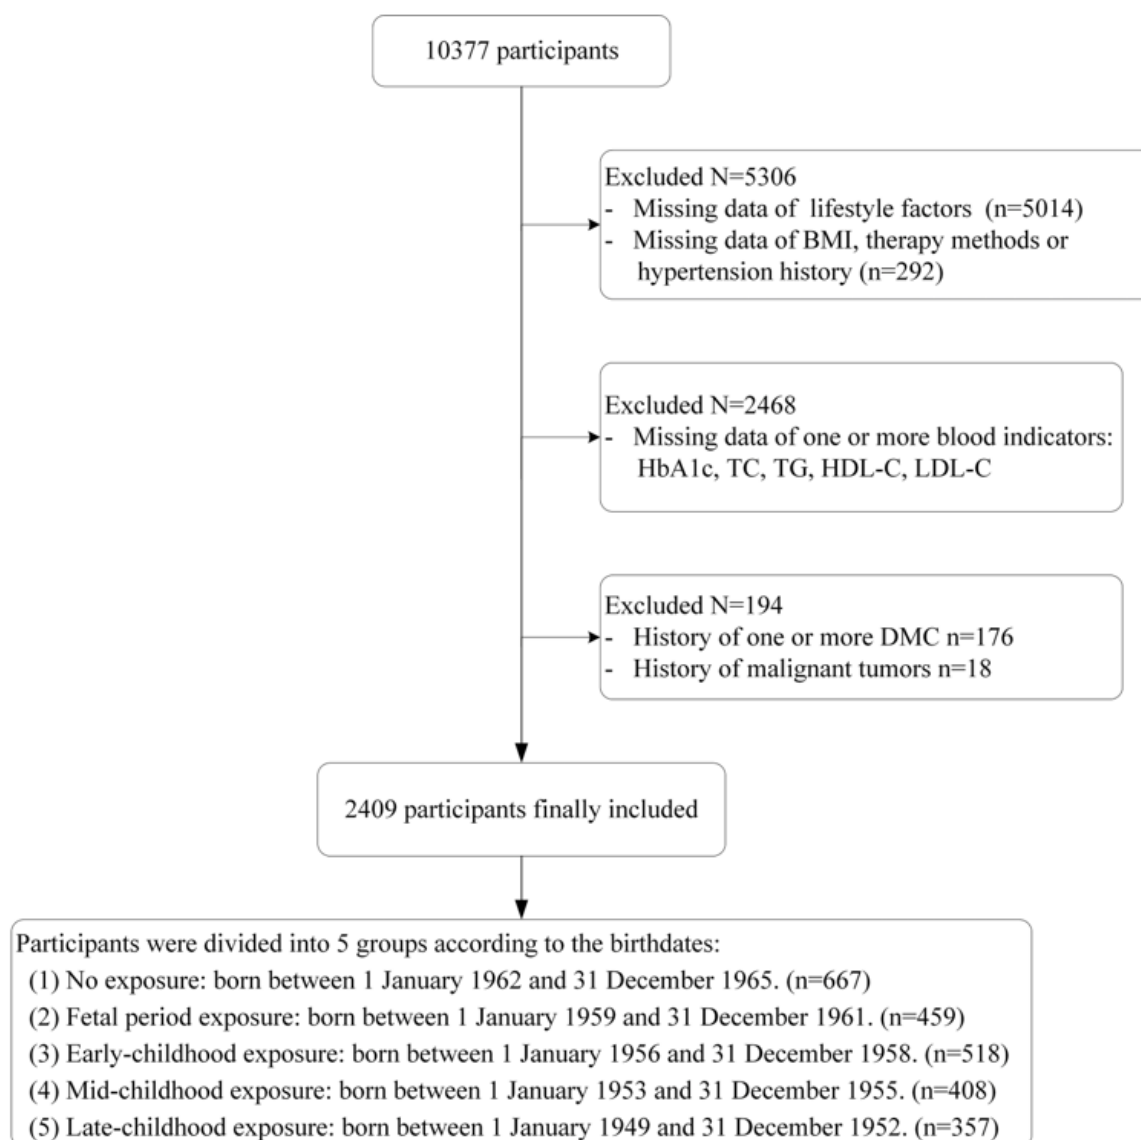 10377 participants
Excluded N=5306
- Missing data of lifestyle factors (n=5014)
- Missing data of BMI, therapy methods or
hypertension history (n=292)
Excluded N=2468
- Missing data of one or more blood indicators:
HbA1c, TC, TG, HDL-C, LDL-C
Excluded N=194
- History of one or more DMC n=176
- History of malignant tumors n=18
2409 participants finally included
Participants were divided into 5 groups according to the birthdates:
(1) No exposure: born between 1 January 1962 and 31 December 1965. (n=667)
(2) Fetal period exposure: born between 1 January 1959 and 31 December 1961. (n=459)
(3) Early-childhood exposure: born between 1 January 1956 and 31 December 1958. (n=518)
(4) Mid-childhood exposure: born between 1 January 1953 and 31 December 1955. (n=408)
(5) Late-childhood exposure: born between 1 January 1949 and 31 December 1952. (n=357)